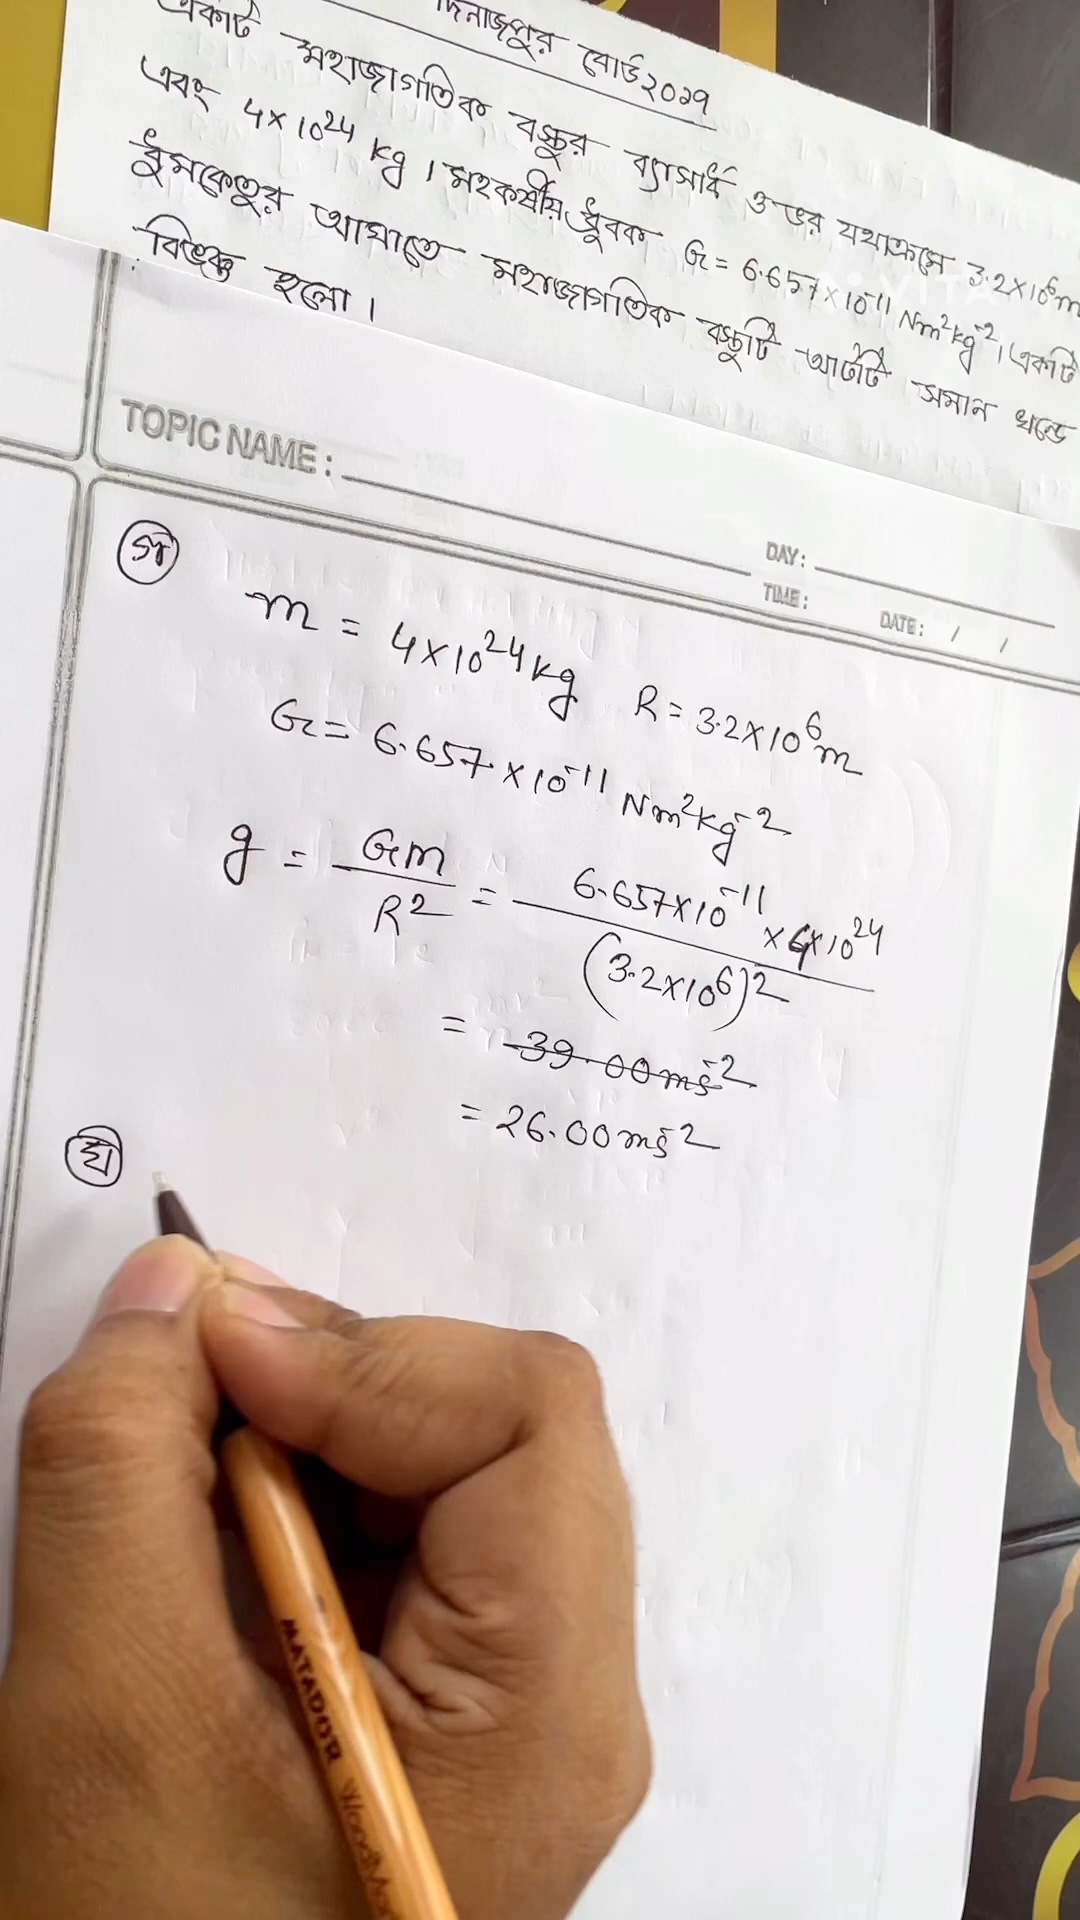 দিনাজপুর বোর্ড ২০১৭
একটি মহাজাগতিক বস্তুর ব্যাসার্ধ ও ভর যথাক্রমে 3.2×10⁶m
এবং 4×10²⁴ kg। মহকর্ষীয় ধ্রুবক G = 6.657×10⁻¹¹ Nm²kg⁻²। একটি
ধুমকেতুর আঘাতে মহাজাগতিক বস্তুটি আটটি সমান খন্ডে
বিভক্ত হলো।
TOPIC NAME :
DAY :
TIME :
DATE : / /
গ
m = 4×10²⁴kg R = 3.2×10⁶m
G = 6.657×10⁻¹¹ Nm²kg⁻²
g = Gm/R² = 6.657×10⁻¹¹×4×10²⁴/(3.2×10⁶)²
= 39.00ms⁻²
= 26.00ms⁻²
ঘ
MATADOR